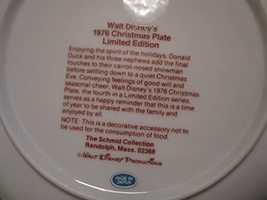 Walt Disney's
1976 Christmas Plate
Limited Edition
Enjoying the spirit of the holidays, Donald
Duck and his three nephews add the final
touches to their carrot-nosed snowman
before settling down to a quiet Christmas
Eve. Conveying feelings of good will and
seasonal cheer, Walt Disney's 1976 Christmas
Plate, the fourth in a Limited Edition series,
serves as a happy reminder that this is a time
of year to be shared with the family and
enjoyed by all.
NOTE: This is a decorative accessory not to
be used for the consumption of food.
The Schmid Collection
Randolph, Mass. 02368
© WALT DISNEY PRODUCTIONS
MADE IN
JAPAN